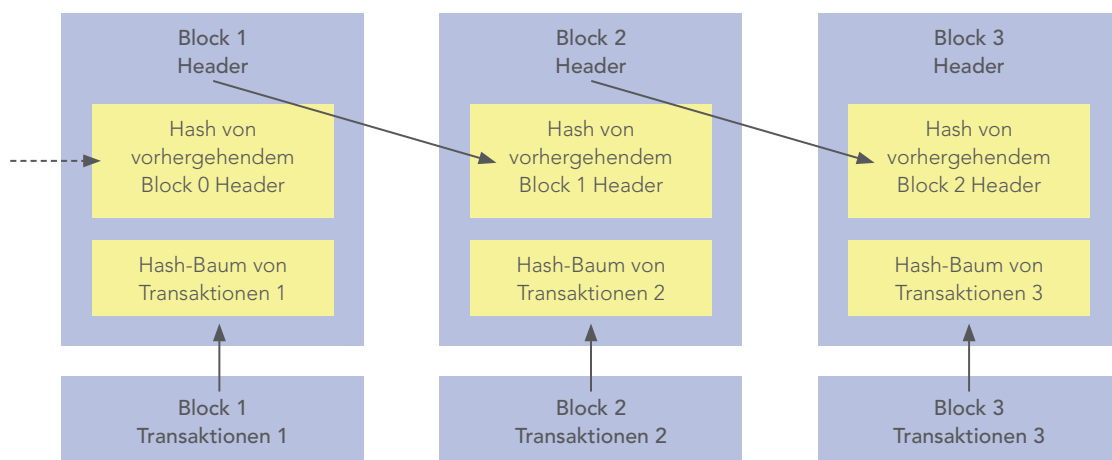 Block 1
Header
Hash von
vorhergehendem
Block 0 Header
Hash-Baum von
Transaktionen 1
Block 1
Transaktionen 1
Block 2
Header
Hash von
vorhergehendem
Block 1 Header
Hash-Baum von
Transaktionen 2
Block 2
Transaktionen 2
Block 3
Header
Hash von
vorhergehendem
Block 2 Header
Hash-Baum von
Transaktionen 3
Block 3
Transaktionen 3